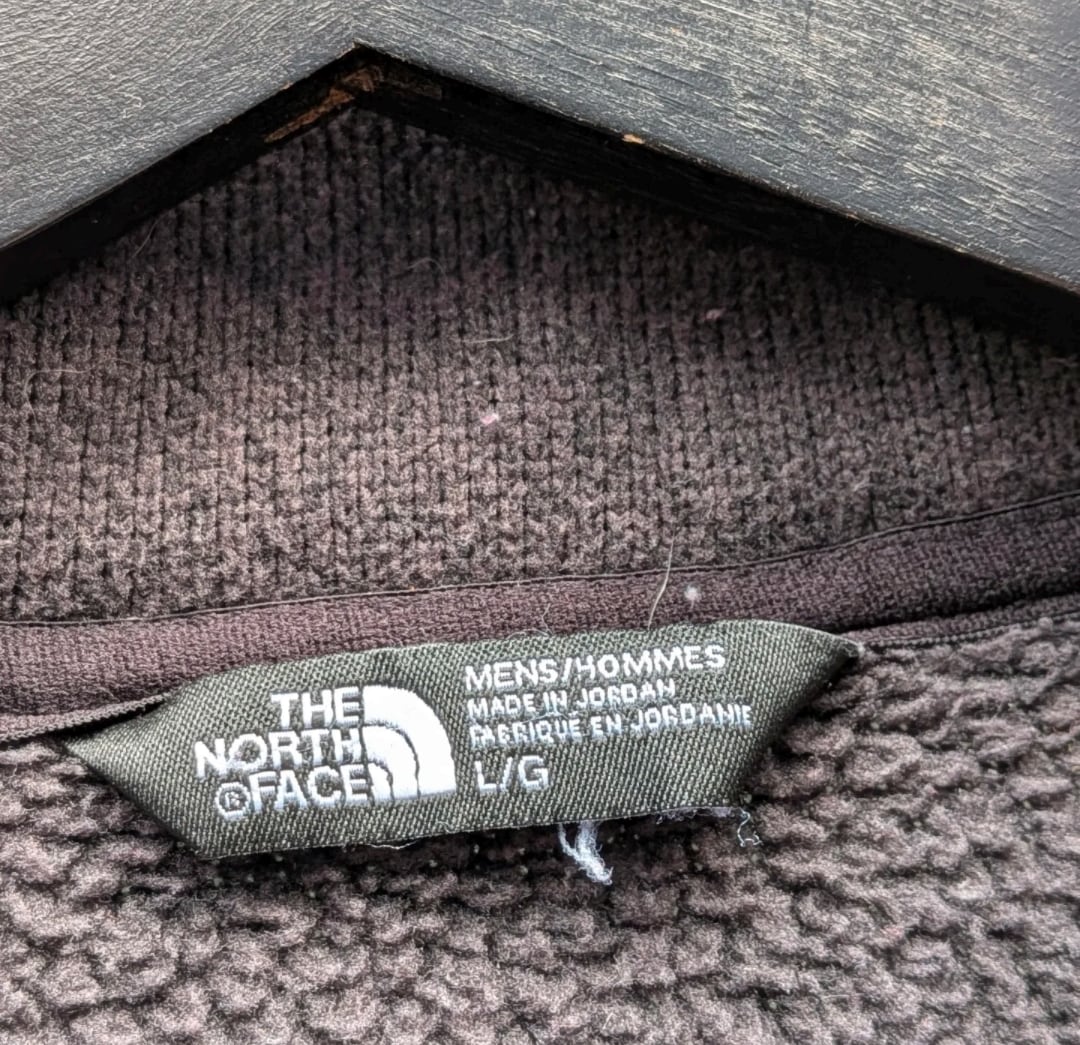 THE
NORTH
®FACE
MENS/HOMMES
MADE IN JORDAN
FABRIQUE EN JORDANIE
L/G